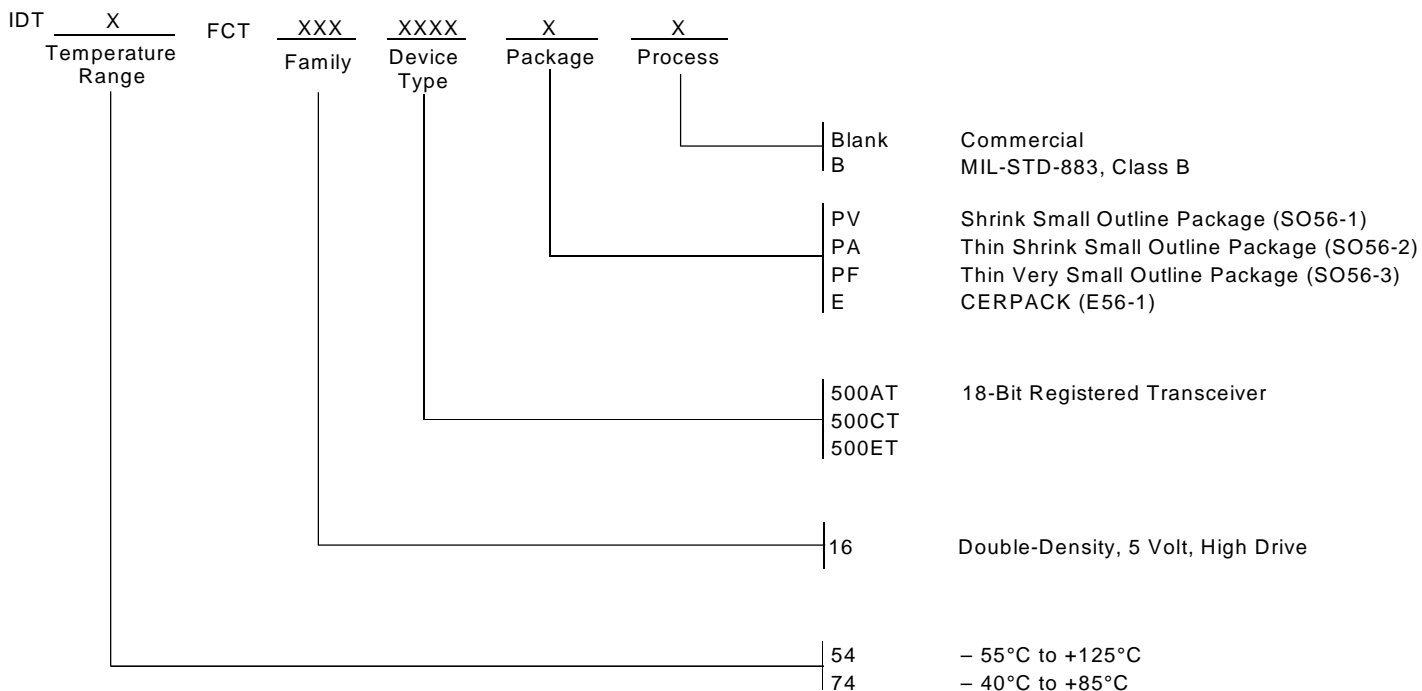 IDT X FCT XXX XXXX X X
Temperature Range Family Device Type Package Process
Blank Commercial
B MIL-STD-883, Class B
PV Shrink Small Outline Package (SO56-1)
PA Thin Shrink Small Outline Package (SO56-2)
PF Thin Very Small Outline Package (SO56-3)
E CERPACK (E56-1)
500AT 18-Bit Registered Transceiver
500CT
500ET
16 Double-Density, 5 Volt, High Drive
54 – 55°C to +125°C
74 – 40°C to +85°C